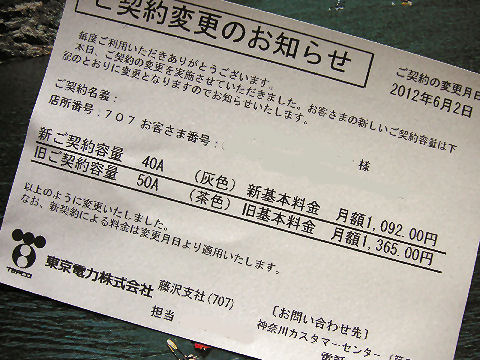 ご契約変更のお知らせ
ご契約の変更月日
2012年6月2日
毎度ご利用いただきありがとうございます。
本日、ご契約の変更を実施させていただきました。お客さまの新しいご契約容量は下
記のとおりに変更となりますのでお知らせいたします。
ご契約名義：
様
店所番号：707 お客さま番号：
新ご契約容量 40A （灰色） 新基本料金 月額1,092.00円
旧ご契約容量 50A （茶色） 旧基本料金 月額1,365.00円
以上のように変更いたしました。
なお、新契約による料金は変更月日より適用いたします。
TEPCO
東京電力株式会社 藤沢支社(707)
担当
［お問い合わせ先］
神奈川カスタマーセンター